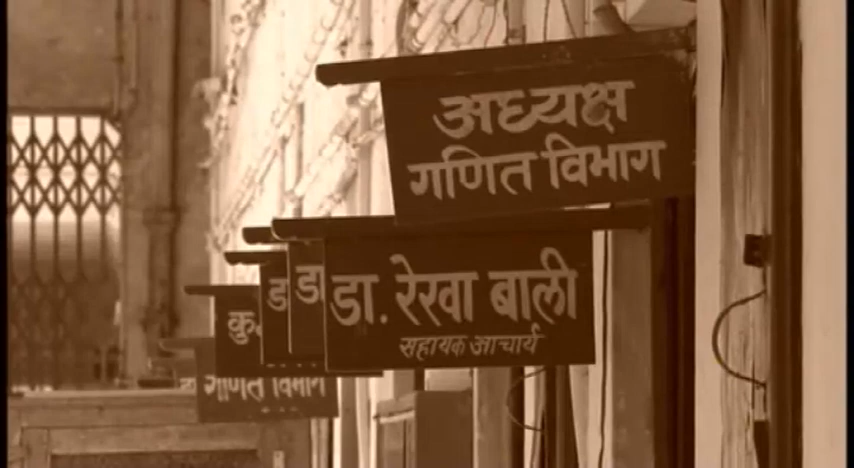 अध्यक्ष
गणित विभाग
डा. रेखा बाली
सहायक आचार्य
डा
ड
कु.
गणित विभाग